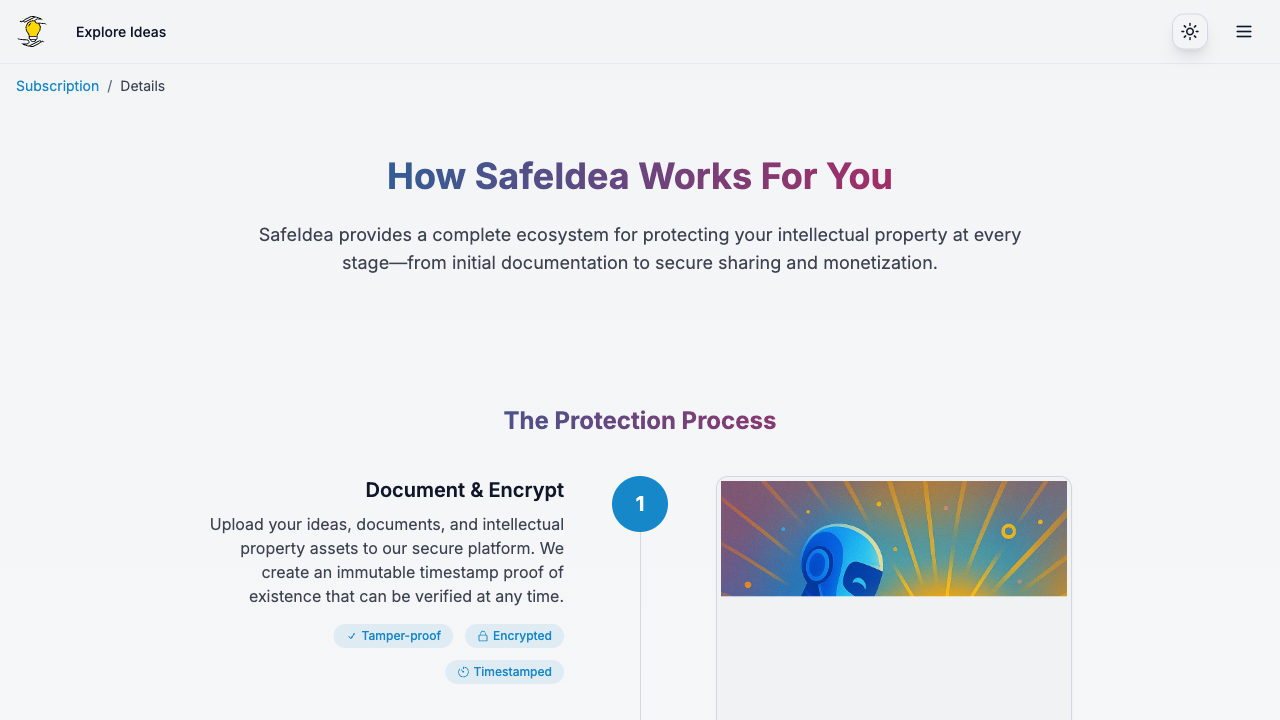 Explore Ideas
Subscription / Details
How SafeIdea Works For You
SafeIdea provides a complete ecosystem for protecting your intellectual property at every
stage—from initial documentation to secure sharing and monetization.
The Protection Process
Document & Encrypt
1
Upload your ideas, documents, and intellectual
property assets to our secure platform. We
create an immutable timestamp proof of
existence that can be verified at any time.
Tamper-proof
Encrypted
Timestamped